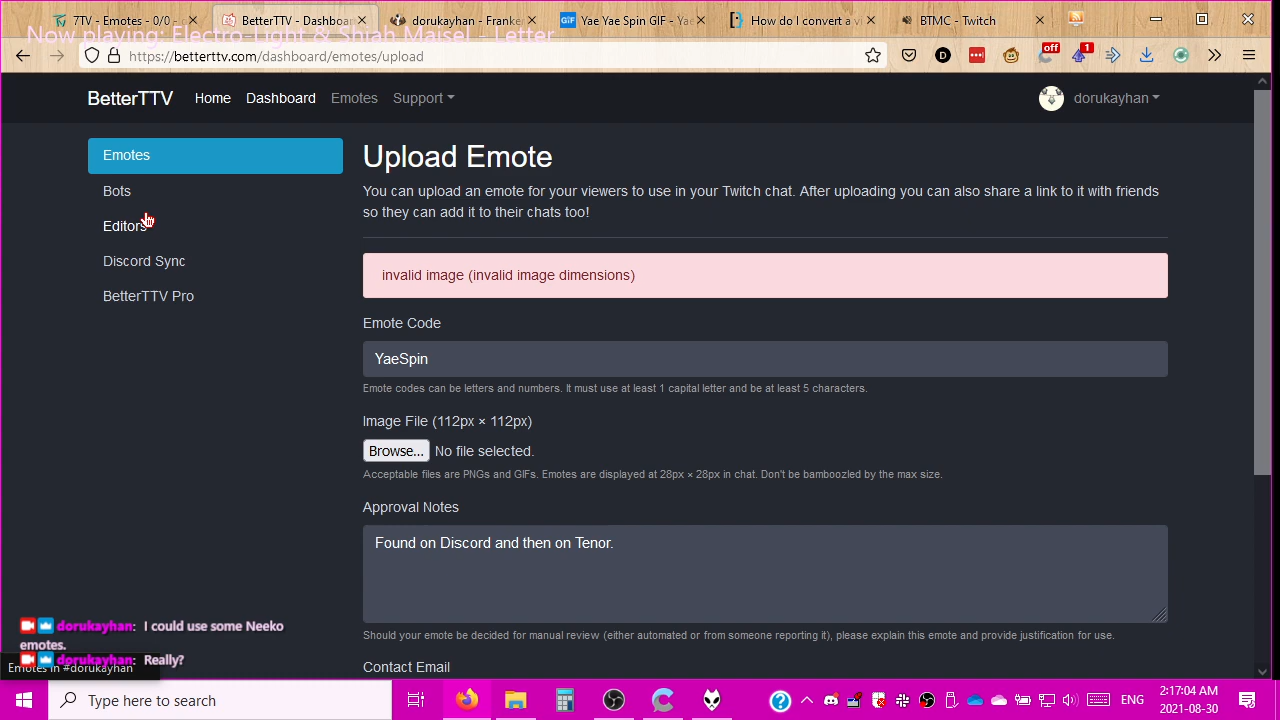 7TV - Emotes - 0/0
BetterTTV - Dashboar
dorukayhan - Franker
Yae Yae Spin GIF - Yae
How do I convert a v
BTMC - Twitch
Now playing: Electro-Light & Shiah Maisel - Letter
https://betterttv.com/dashboard/emotes/upload
off
1
BetterTTV
Home
Dashboard
Emotes
Support
dorukayhan
Emotes
Bots
Editors
Discord Sync
BetterTTV Pro
Upload Emote
You can upload an emote for your viewers to use in your Twitch chat. After uploading you can also share a link to it with friends
so they can add it to their chats too!
invalid image (invalid image dimensions)
Emote Code
YaeSpin
Emote codes can be letters and numbers. It must use at least 1 capital letter and be at least 5 characters.
Image File (112px × 112px)
Browse... No file selected.
Acceptable files are PNGs and GIFs. Emotes are displayed at 28px × 28px in chat. Don't be bamboozled by the max size.
Approval Notes
Found on Discord and then on Tenor.
Should your emote be decided for manual review (either automated or from someone reporting it), please explain this emote and provide justification for use.
Contact Email
dorukayhan: I could use some Neeko
emotes.
dorukayhan: Really?
Emotes in #dorukayhan
Type here to search
ENG
2:17:04 AM
2021-08-30